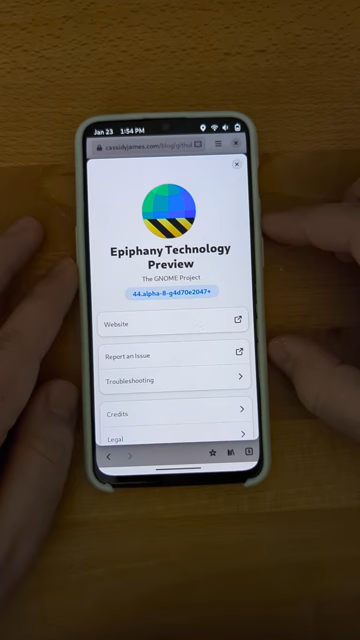 Jan 23 1:54 PM
cassidyjames.com/blog/githu
Epiphany Technology
Preview
The GNOME Project
44.alpha-8-g4d70e2047+
Website
Report an Issue
Troubleshooting
Credits
Legal